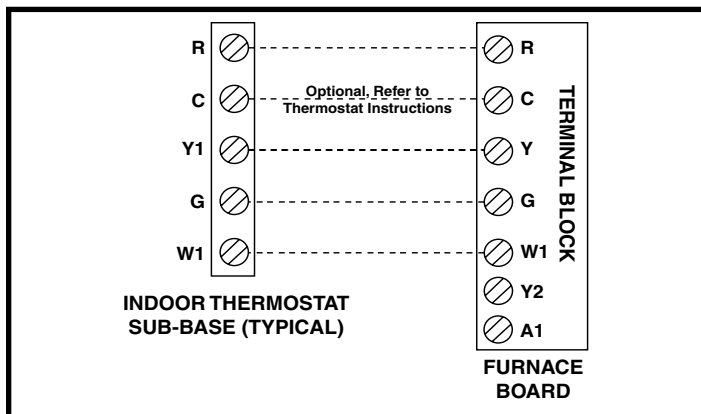 R
R
C
Optional, Refer to
Thermostat Instructions
C
Y1
Y
G
G
W1
W1
Y2
A1
TERMINAL BLOCK
INDOOR THERMOSTAT
SUB-BASE (TYPICAL)
FURNACE
BOARD